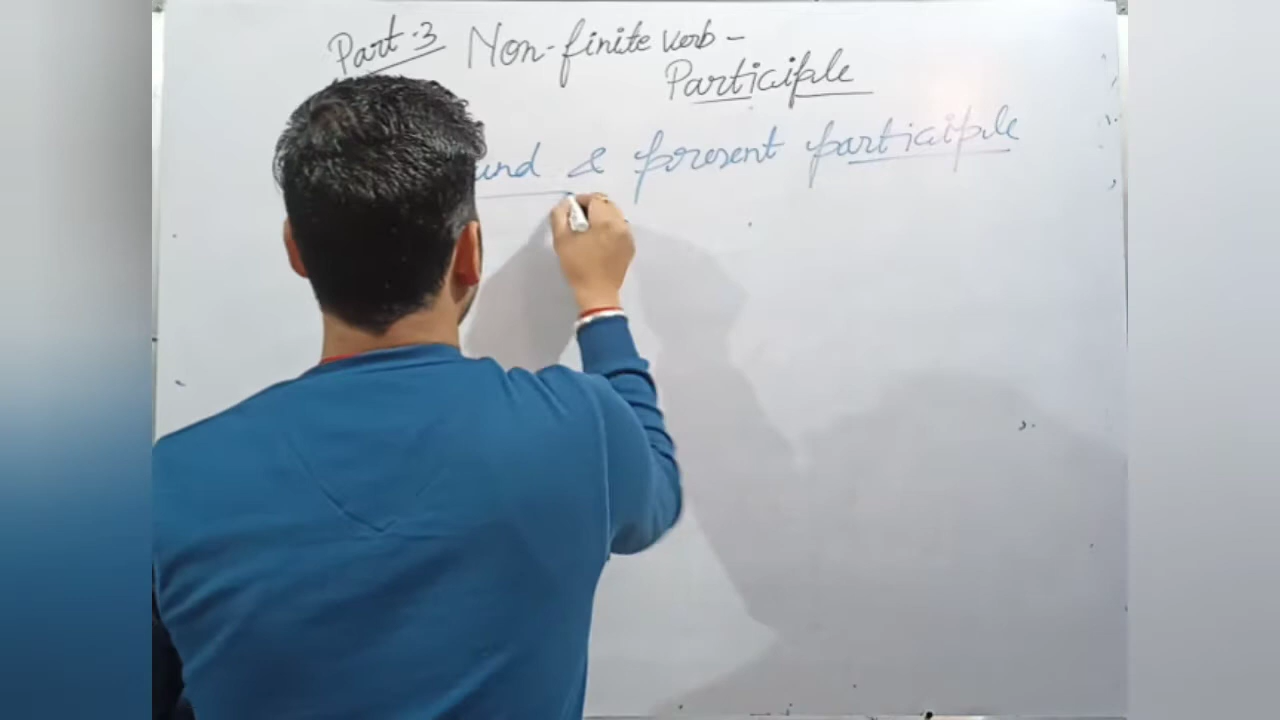 Part-3 Non-finite verb -
Participle
und & present participle